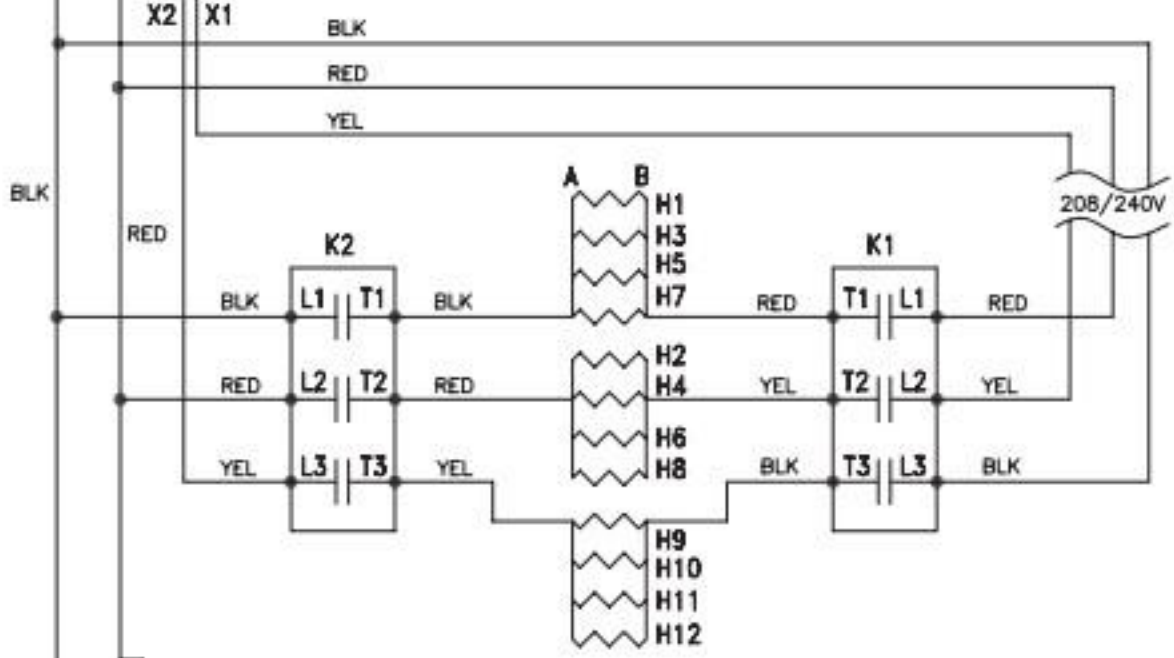 X2 X1
BLK
RED
YEL
A B
BLK
H1
208/240V
RED
H3
K2
K1
H5
BLK L1 T1 BLK
H7
RED T1 L1 RED
H2
RED L2 T2 RED
H4
YEL T2 L2 YEL
H6
YEL L3 T3 YEL
H8
BLK T3 L3 BLK
H9
H10
H11
H12